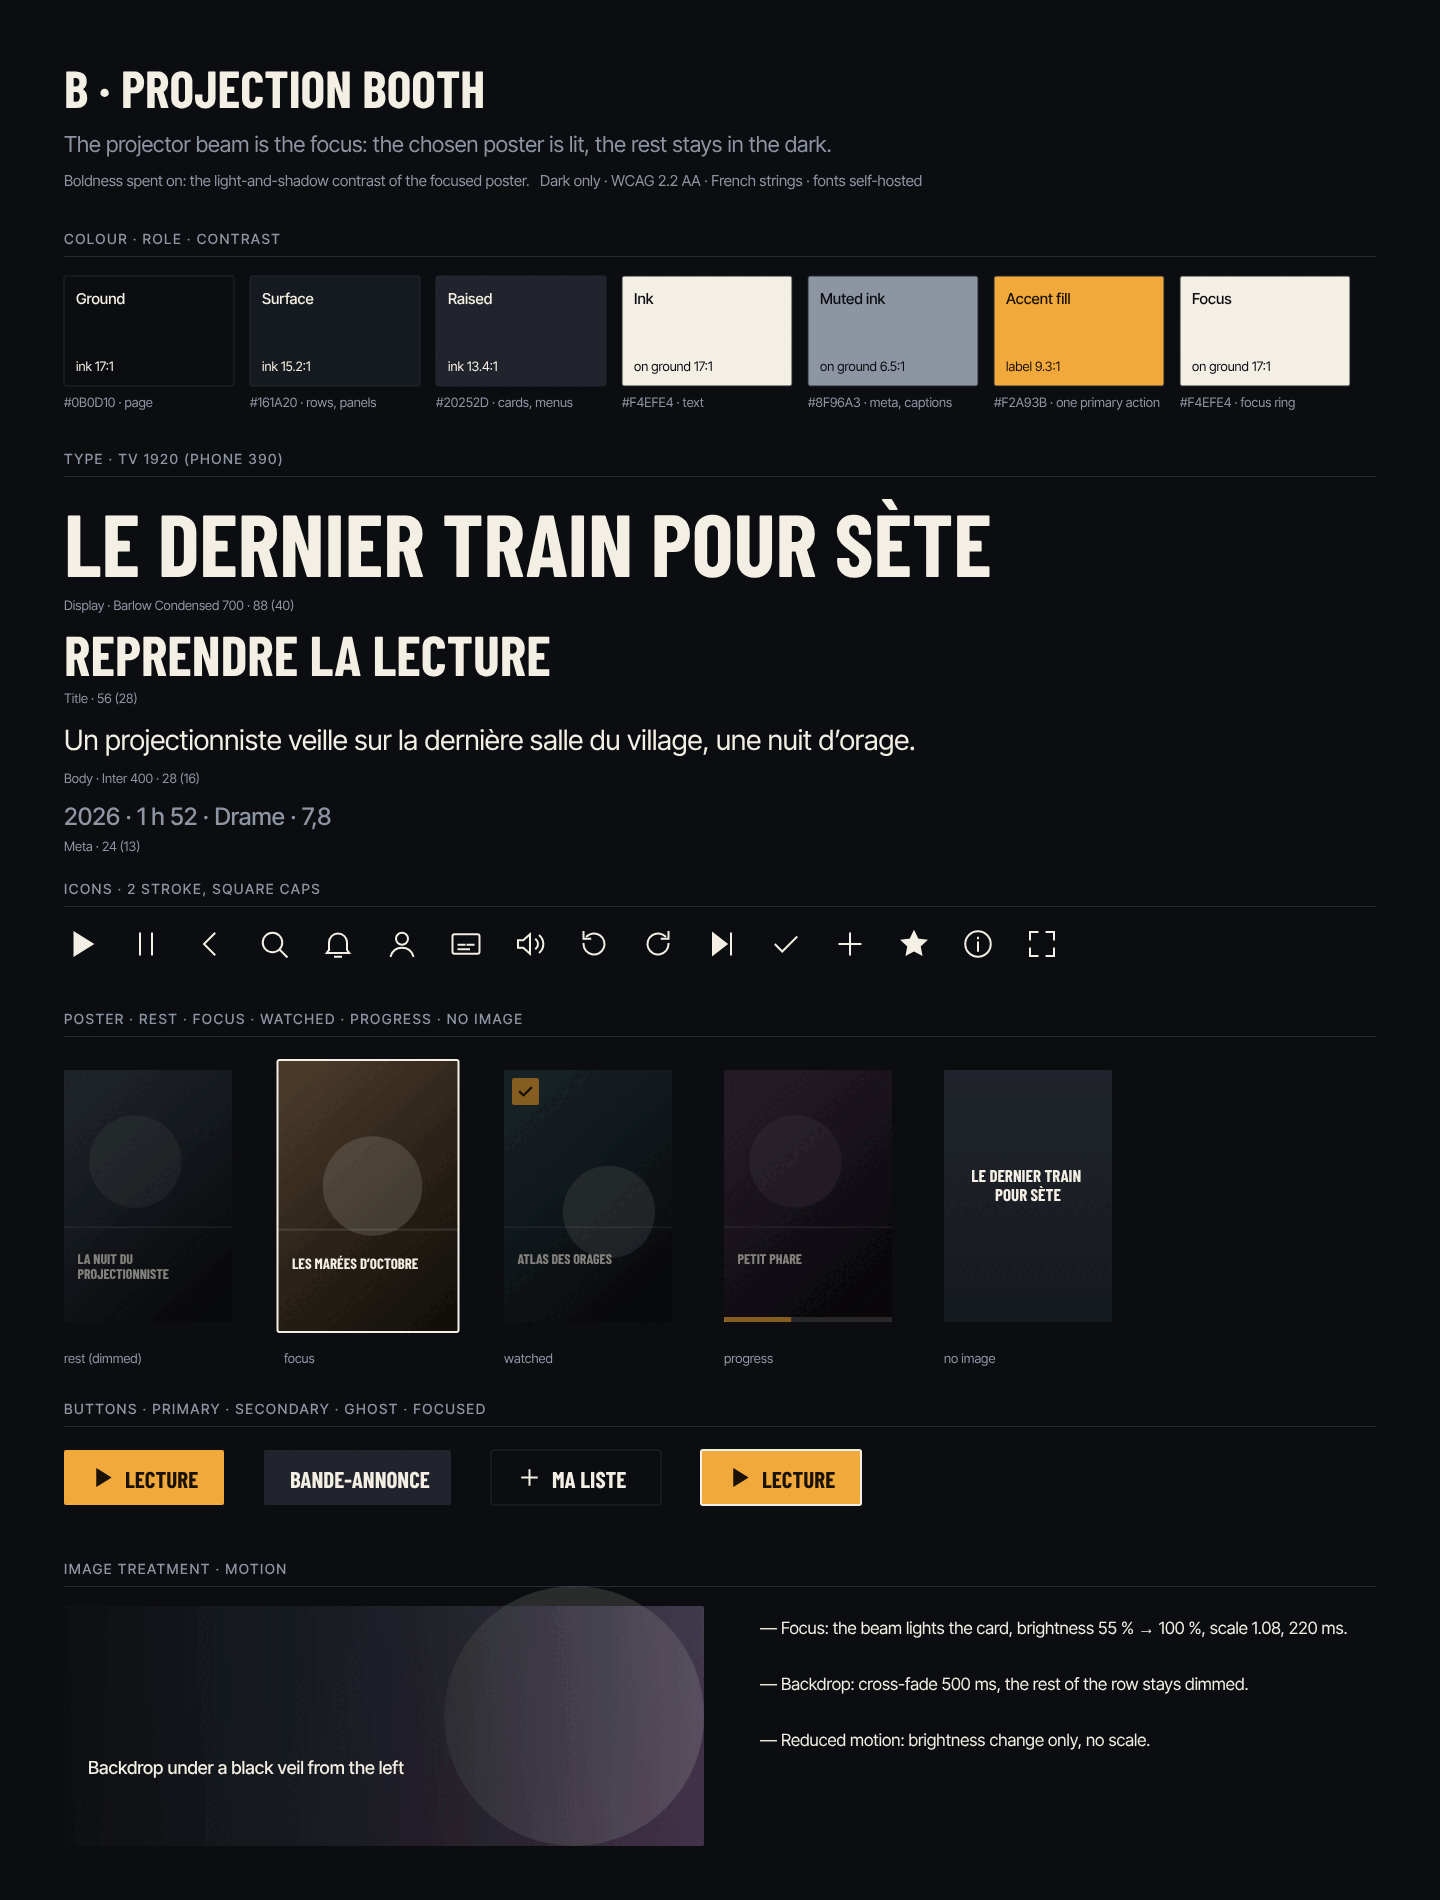 B · PROJECTION BOOTH
The projector beam is the focus: the chosen poster is lit, the rest stays in the dark.
Boldness spent on: the light-and-shadow contrast of the focused poster. Dark only · WCAG 2.2 AA · French strings · fonts self-hosted
COLOUR · ROLE · CONTRAST
Ground
ink 17:1
#0B0D10 · page
Surface
ink 15.2:1
#161A20 · rows, panels
Raised
ink 13.4:1
#20252D · cards, menus
Ink
on ground 17:1
#F4EFE4 · text
Muted ink
on ground 6.5:1
#8F96A3 · meta, captions
Accent fill
label 9.3:1
#F2A93B · one primary action
Focus
on ground 17:1
#F4EFE4 · focus ring
TYPE · TV 1920 (PHONE 390)
LE DERNIER TRAIN POUR SÈTE
Display · Barlow Condensed 700 · 88 (40)
REPRENDRE LA LECTURE
Title · 56 (28)
Un projectionniste veille sur la dernière salle du village, une nuit d’orage.
Body · Inter 400 · 28 (16)
2026 · 1 h 52 · Drame · 7,8
Meta · 24 (13)
ICONS · 2 STROKE, SQUARE CAPS
POSTER · REST · FOCUS · WATCHED · PROGRESS · NO IMAGE
LA NUIT DU
PROJECTIONNISTE
rest (dimmed)
LES MARÉES D’OCTOBRE
focus
ATLAS DES ORAGES
watched
PETIT PHARE
progress
LE DERNIER TRAIN
POUR SÈTE
no image
BUTTONS · PRIMARY · SECONDARY · GHOST · FOCUSED
LECTURE
BANDE-ANNONCE
MA LISTE
LECTURE
IMAGE TREATMENT · MOTION
Backdrop under a black veil from the left
— Focus: the beam lights the card, brightness 55 % → 100 %, scale 1.08, 220 ms.
— Backdrop: cross-fade 500 ms, the rest of the row stays dimmed.
— Reduced motion: brightness change only, no scale.